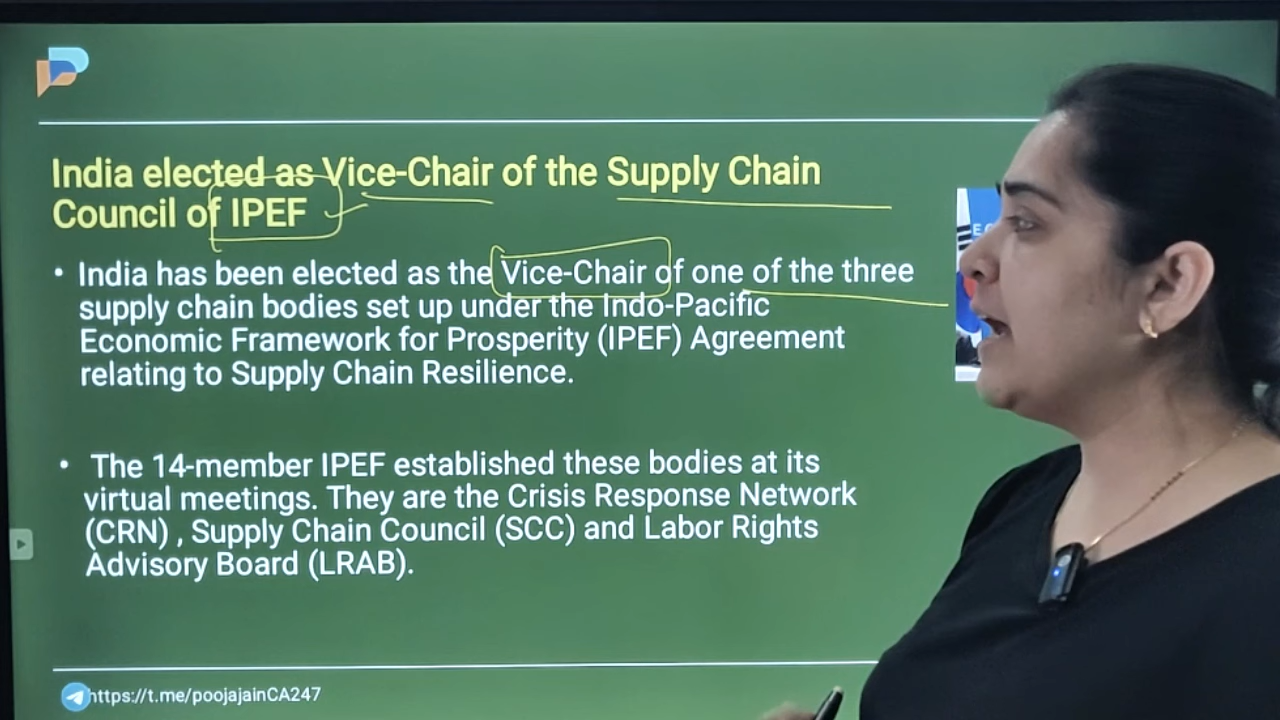 India elected as Vice-Chair of the Supply Chain
Council of IPEF
• India has been elected as the Vice-Chair of one of the three
supply chain bodies set up under the Indo-Pacific
Economic Framework for Prosperity (IPEF) Agreement
relating to Supply Chain Resilience.
• The 14-member IPEF established these bodies at its
virtual meetings. They are the Crisis Response Network
(CRN) , Supply Chain Council (SCC) and Labor Rights
Advisory Board (LRAB).
https://t.me/poojajainCA247